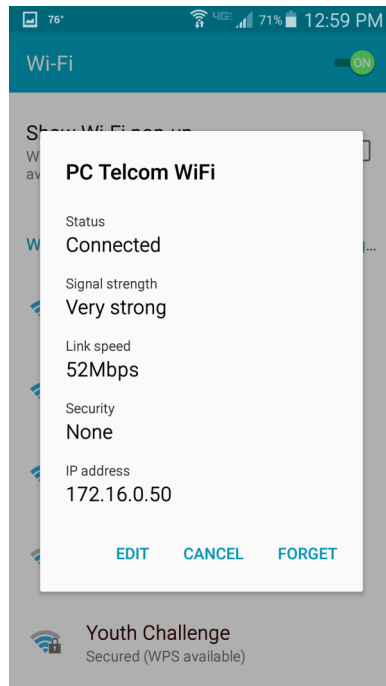 76° 4G 71% 12:59 PM
Wi-Fi ON
PC Telcom WiFi
Status
Connected
Signal strength
Very strong
Link speed
52Mbps
Security
None
IP address
172.16.0.50
EDIT CANCEL FORGET
Youth Challenge
Secured (WPS available)